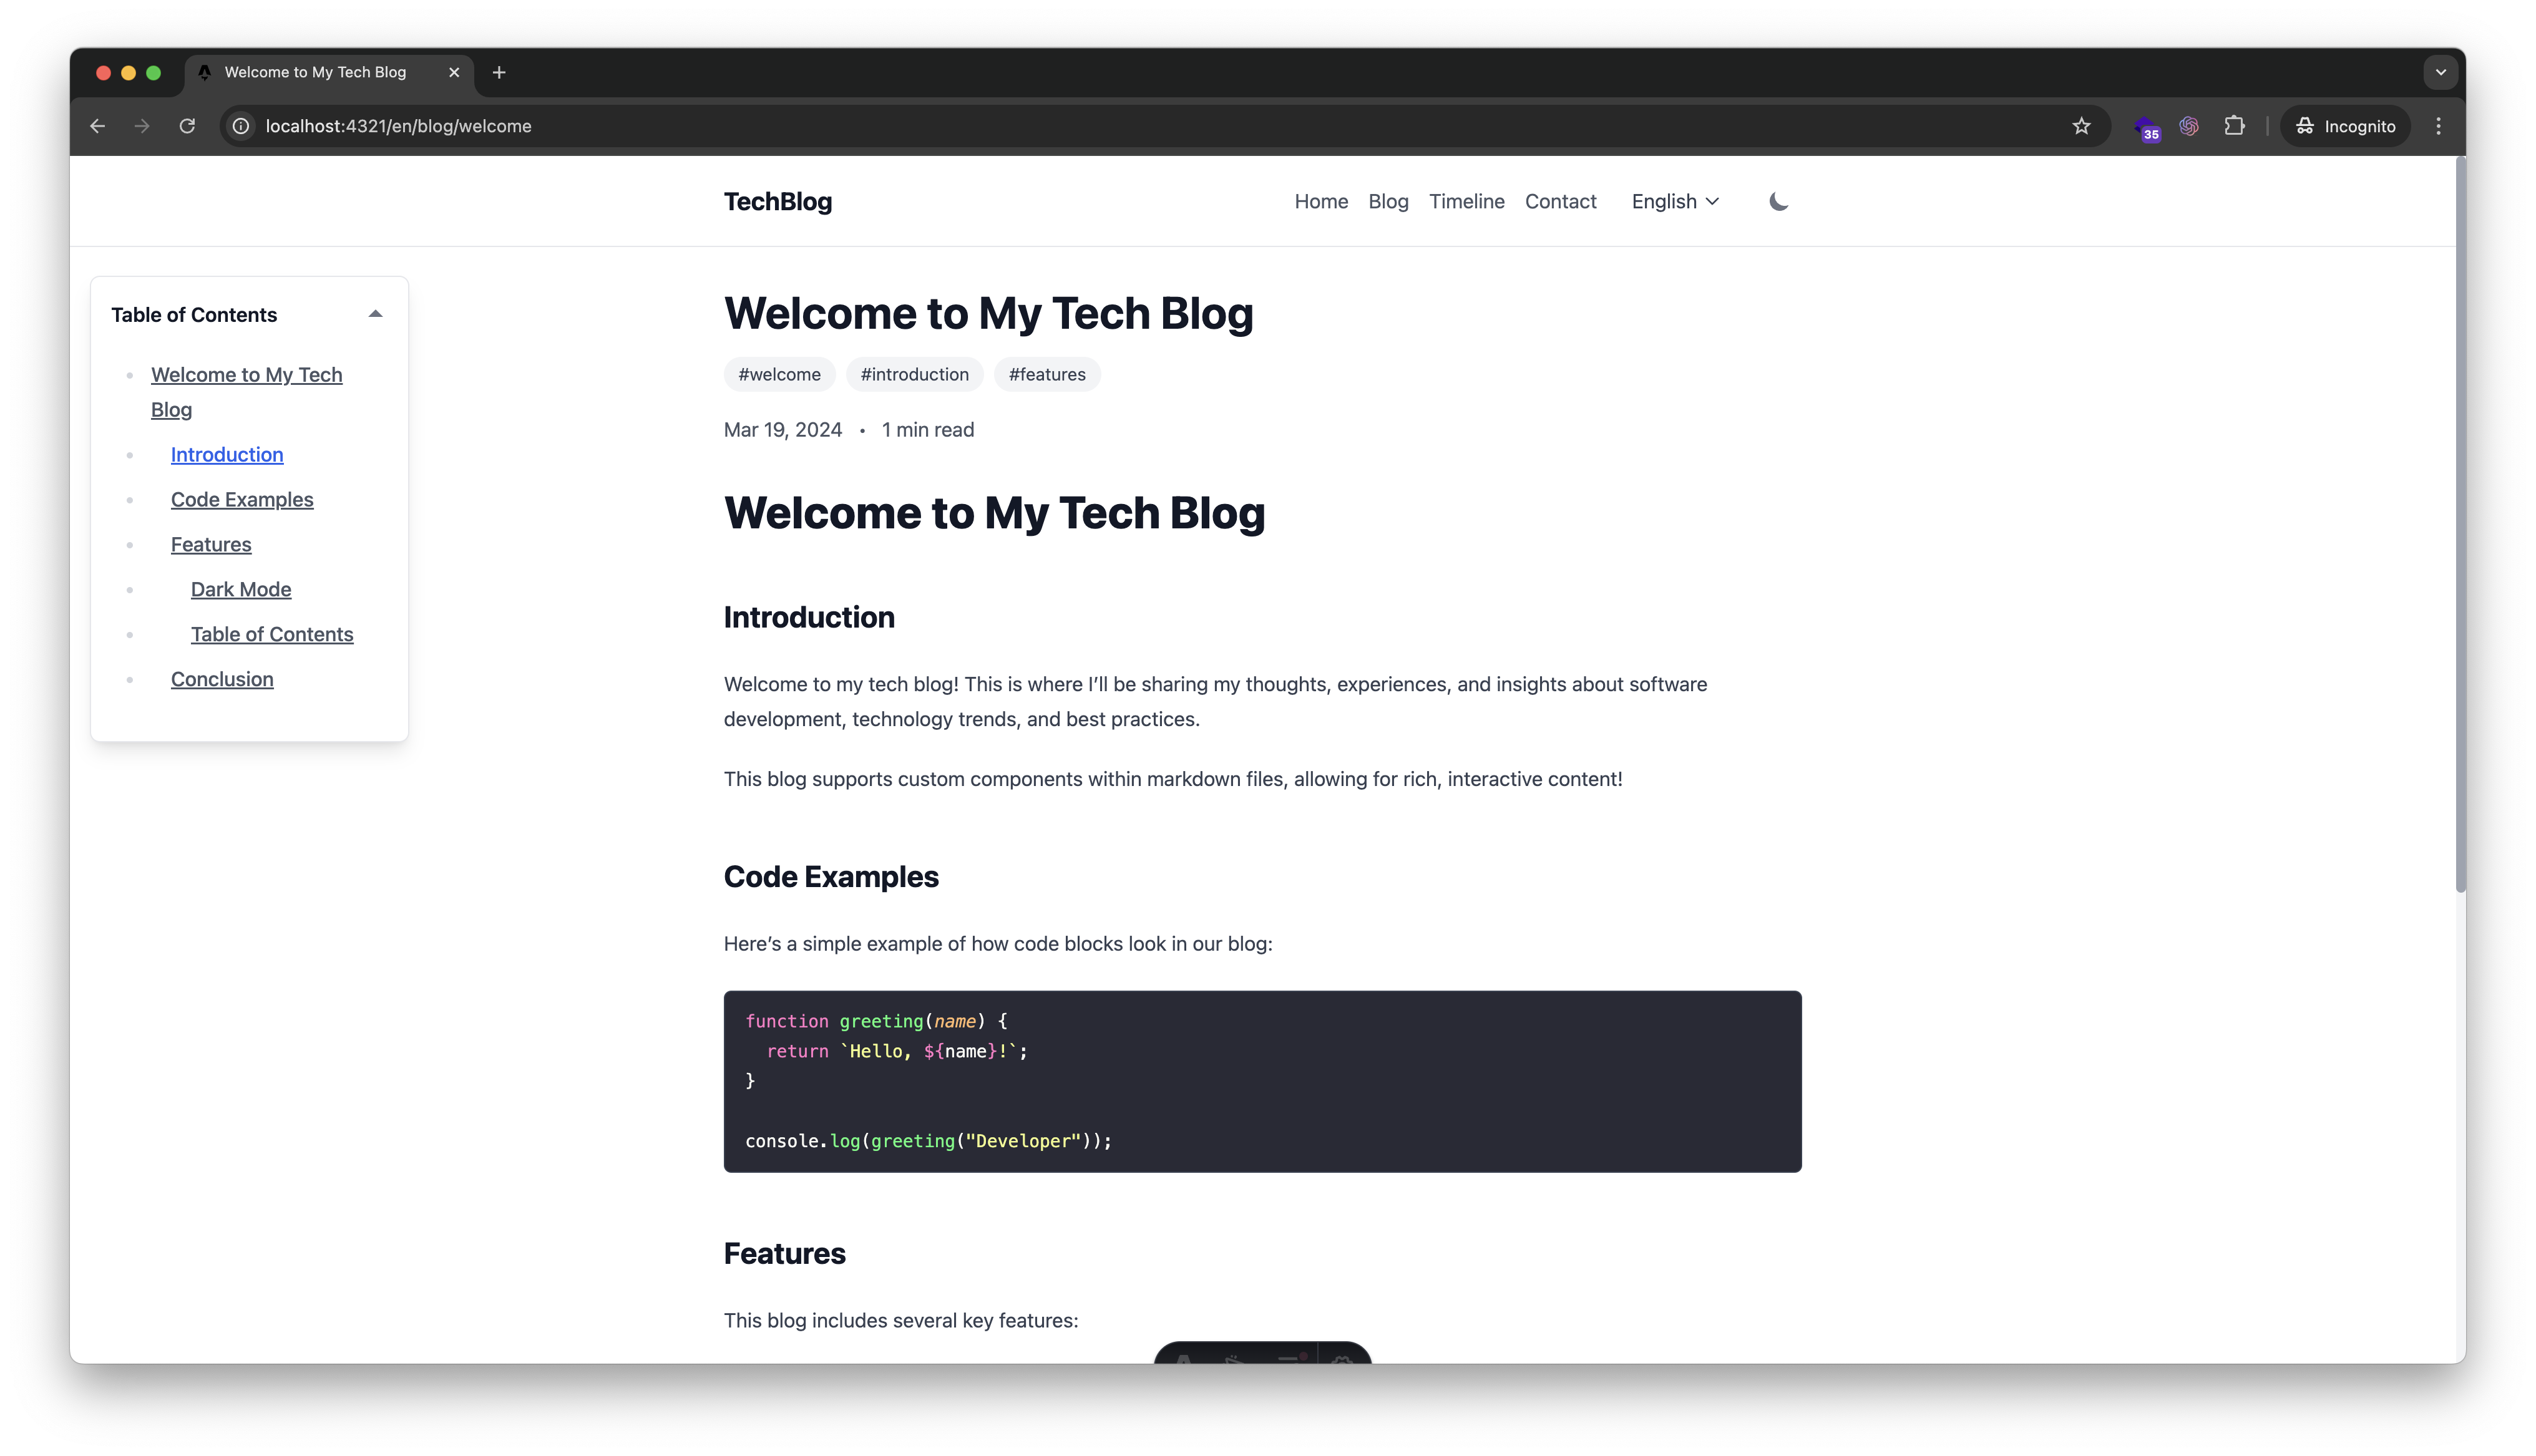 Welcome to My Tech Blog
localhost:4321/en/blog/welcome
35
Incognito
TechBlog
Home
Blog
Timeline
Contact
English
Table of Contents
Welcome to My Tech
Blog
Introduction
Code Examples
Features
Dark Mode
Table of Contents
Conclusion
Welcome to My Tech Blog
#welcome
#introduction
#features
Mar 19, 2024 • 1 min read
Welcome to My Tech Blog
Introduction
Welcome to my tech blog! This is where I’ll be sharing my thoughts, experiences, and insights about software
development, technology trends, and best practices.
This blog supports custom components within markdown files, allowing for rich, interactive content!
Code Examples
Here’s a simple example of how code blocks look in our blog:
function greeting(name) {
  return `Hello, ${name}!`;
}
console.log(greeting("Developer"));
Features
This blog includes several key features: